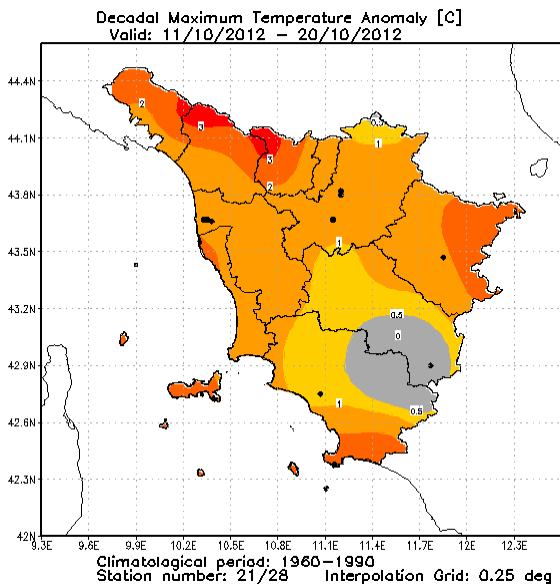 Decadal Maximum Temperature Anomaly [C]
Valid: 11/10/2012 - 20/10/2012
44.4N
44.1N
43.8N
43.5N
43.2N
42.9N
42.6N
42.3N
42N
2
3
3
2
1
1
0.5
0
0.5
1
9.3E 9.6E 9.9E 10.2E 10.5E 10.8E 11.1E 11.4E 11.7E 12E 12.3E
Climatological period: 1960-1990
Station number: 21/28 Interpolation Grid: 0.25 deg